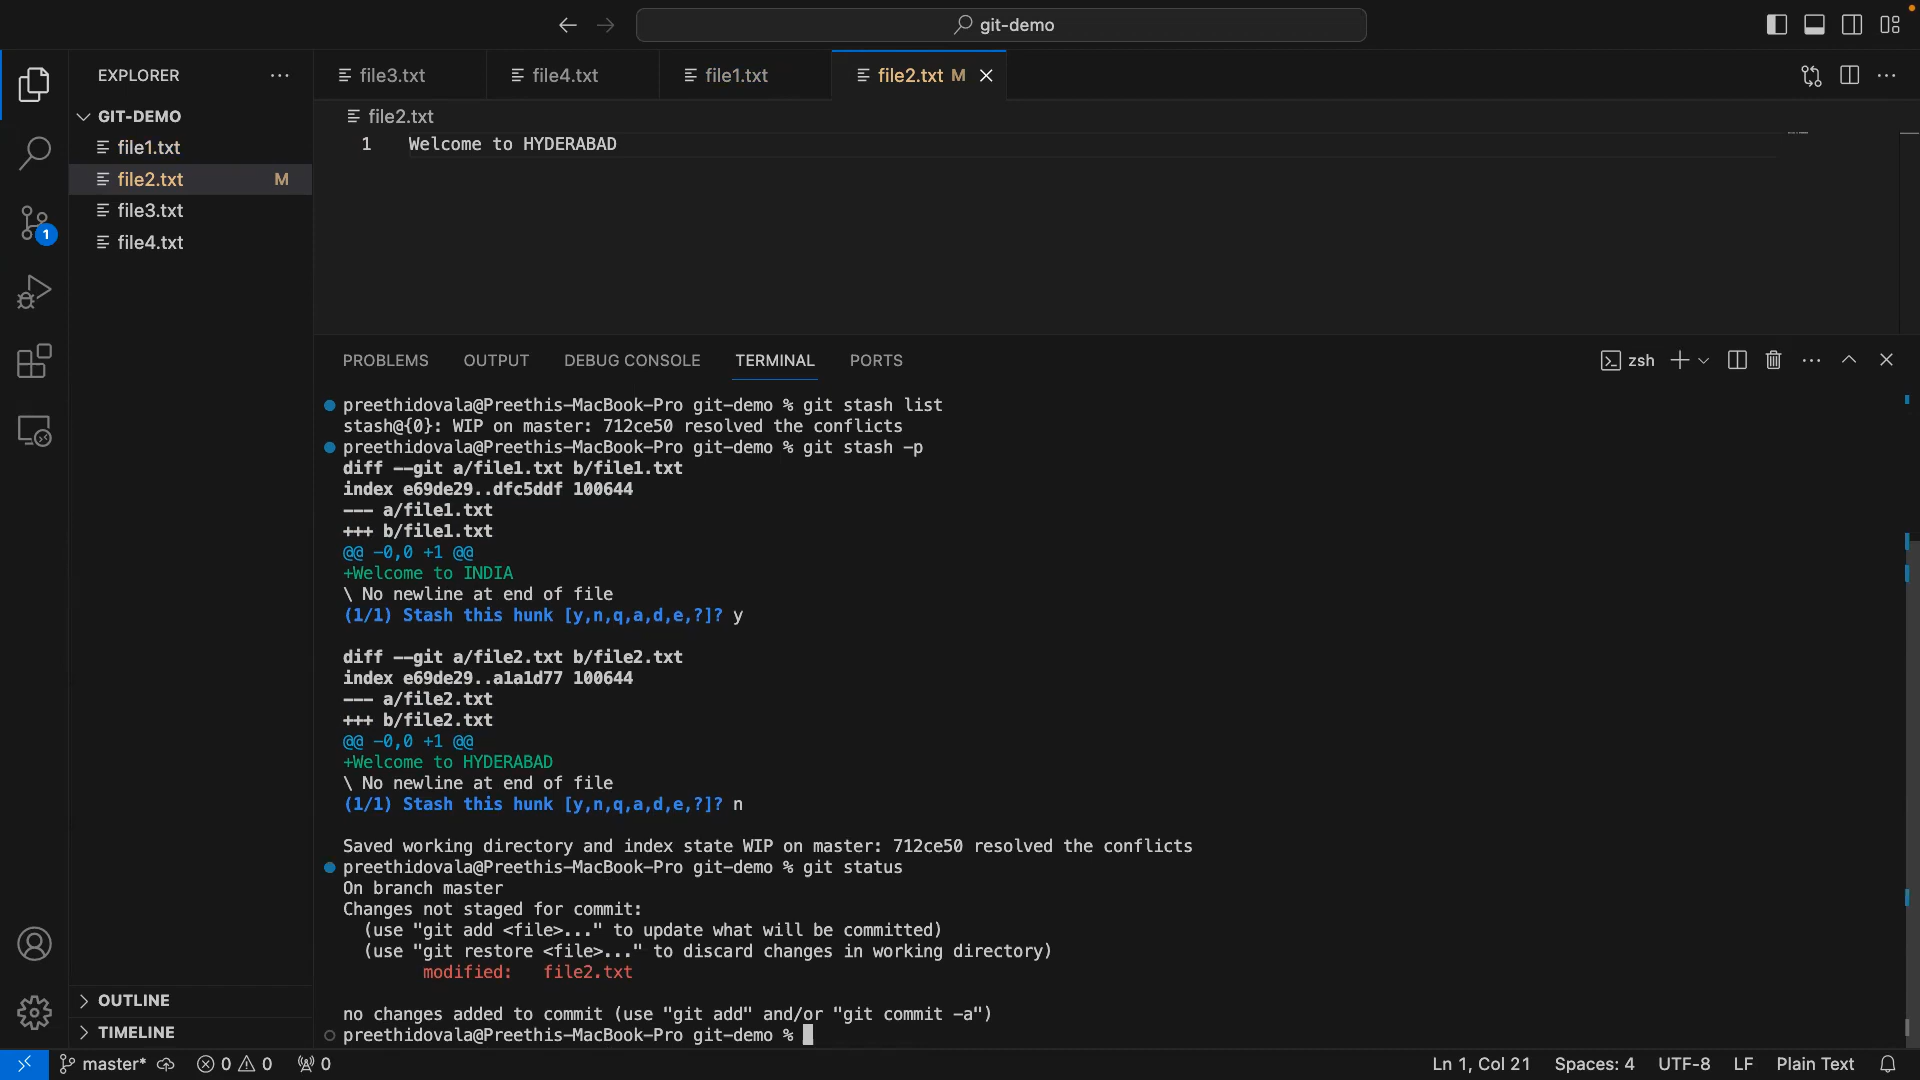 git-demo
EXPLORER
file3.txt
file4.txt
file1.txt
file2.txt M
GIT-DEMO
file1.txt
file2.txt M
file3.txt
file4.txt
1
file2.txt
1 Welcome to HYDERABAD
PROBLEMS OUTPUT DEBUG CONSOLE TERMINAL PORTS
zsh
preethidovala@Preethis-MacBook-Pro git-demo % git stash list
stash@{0}: WIP on master: 712ce50 resolved the conflicts
preethidovala@Preethis-MacBook-Pro git-demo % git stash -p
diff --git a/file1.txt b/file1.txt
index e69de29..dfc5ddf 100644
--- a/file1.txt
+++ b/file1.txt
@@ -0,0 +1 @@
+Welcome to INDIA
\ No newline at end of file
(1/1) Stash this hunk [y,n,q,a,d,e,?]? y
diff --git a/file2.txt b/file2.txt
index e69de29..a1a1d77 100644
--- a/file2.txt
+++ b/file2.txt
@@ -0,0 +1 @@
+Welcome to HYDERABAD
\ No newline at end of file
(1/1) Stash this hunk [y,n,q,a,d,e,?]? n
Saved working directory and index state WIP on master: 712ce50 resolved the conflicts
preethidovala@Preethis-MacBook-Pro git-demo % git status
On branch master
Changes not staged for commit:
(use "git add <file>..." to update what will be committed)
(use "git restore <file>..." to discard changes in working directory)
modified: file2.txt
no changes added to commit (use "git add" and/or "git commit -a")
preethidovala@Preethis-MacBook-Pro git-demo %
OUTLINE
TIMELINE
master* 0 0 0
Ln 1, Col 21 Spaces: 4 UTF-8 LF Plain Text